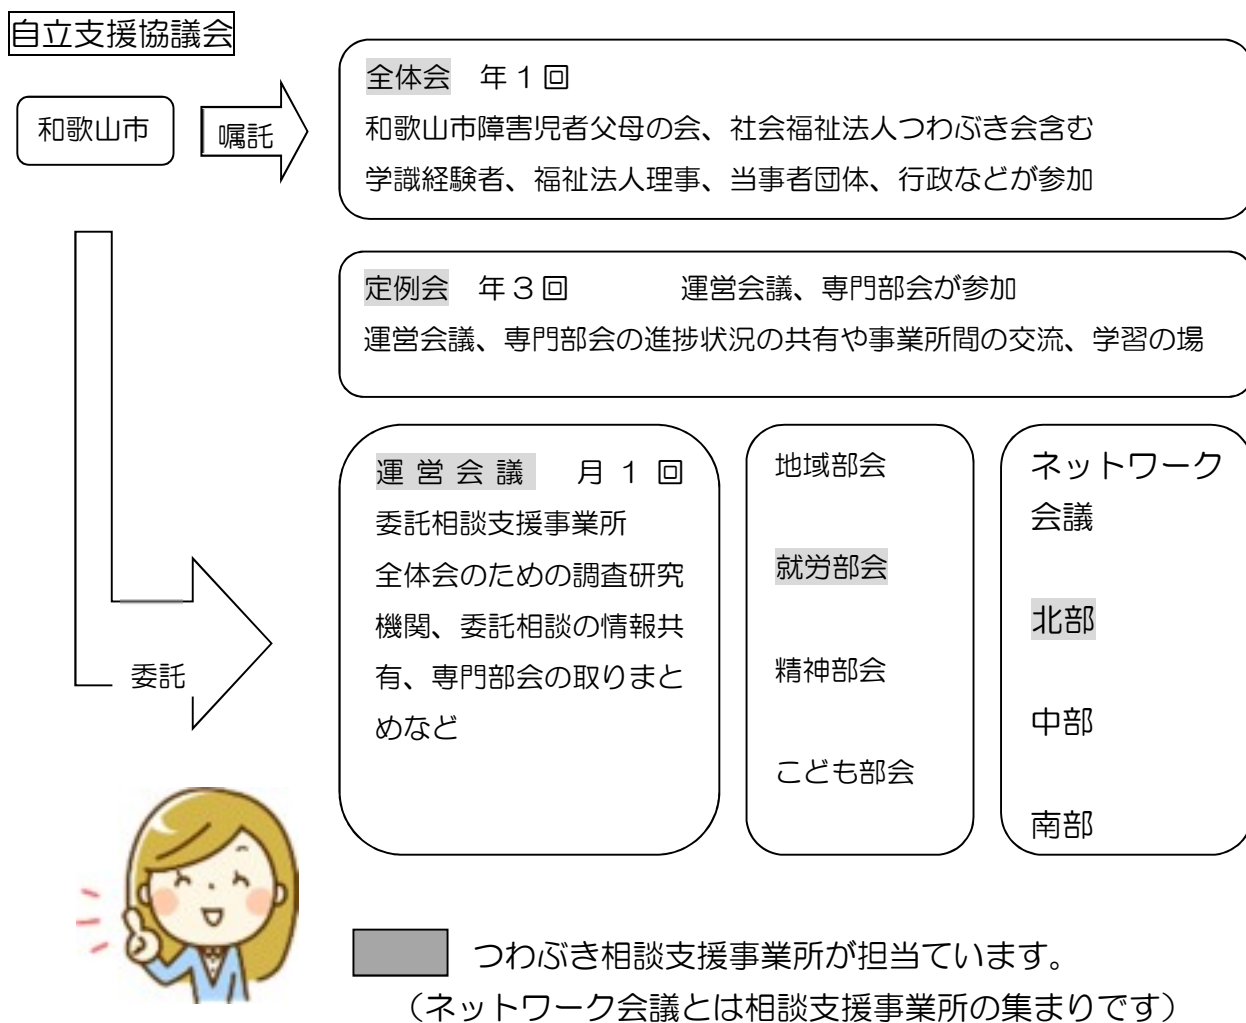 自立支援協議会
和歌山市
嘱託
全体会 年1回
和歌山市障害児者父母の会、社会福祉法人つわぶき会含む
学識経験者、福祉法人理事、当事者団体、行政などが参加
定例会 年3回 運営会議、専門部会が参加
運営会議、専門部会の進捗状況の共有や事業所間の交流、学習の場
委託
運営会議 月1回
委託相談支援事業所
全体会のための調査研究
機関、委託相談の情報共
有、専門部会の取りまと
めなど
地域部会
就労部会
精神部会
こども部会
ネットワーク
会議
北部
中部
南部
つわぶき相談支援事業所が担当ています。
（ネットワーク会議とは相談支援事業所の集まりです）